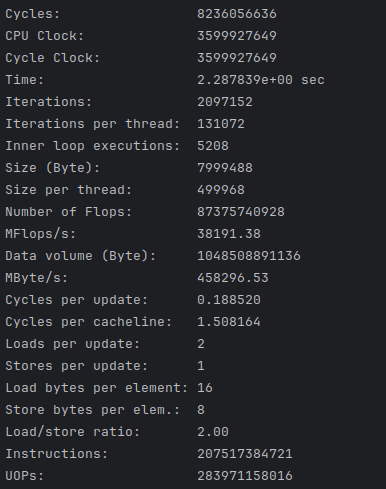 Cycles: 8236056636
CPU Clock: 3599927649
Cycle Clock: 3599927649
Time: 2.287839e+00 sec
Iterations: 2097152
Iterations per thread: 131072
Inner loop executions: 5208
Size (Byte): 7999488
Size per thread: 499968
Number of Flops: 87375740928
MFlops/s: 38191.38
Data volume (Byte): 1048508891136
MByte/s: 458296.53
Cycles per update: 0.188520
Cycles per cacheline: 1.508164
Loads per update: 2
Stores per update: 1
Load bytes per element: 16
Store bytes per elem.: 8
Load/store ratio: 2.00
Instructions: 207517384721
UOPs: 283971158016